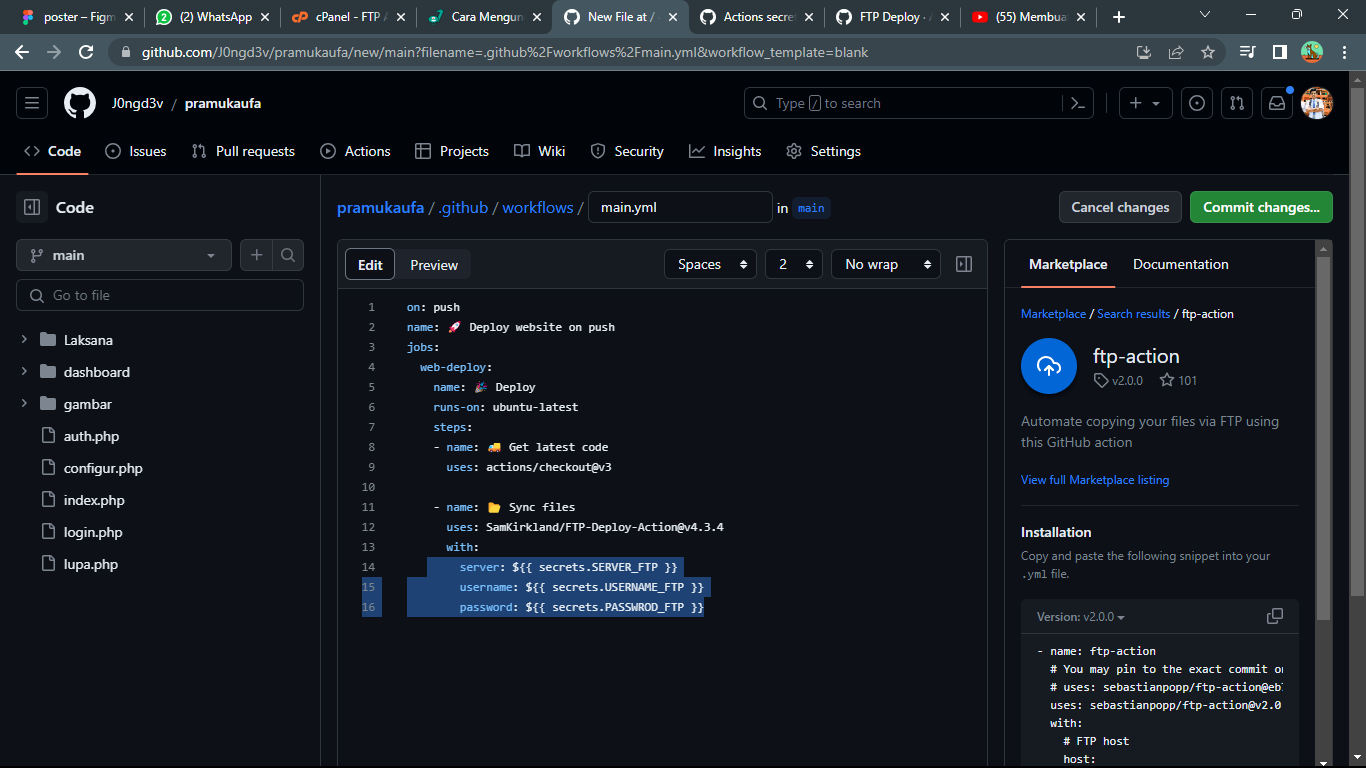 poster – Figm
(2) WhatsApp
cPanel - FTP A
Cara Mengun
New File at / -
Actions secret
FTP Deploy · A
(55) Membua
github.com/J0ngd3v/pramukaufa/new/main?filename=.github%2Fworkflows%2Fmain.yml&workflow_template=blank
J0ngd3v / pramukaufa
Type / to search
Code
Issues
Pull requests
Actions
Projects
Wiki
Security
Insights
Settings
Code
main
Go to file
Laksana
dashboard
gambar
auth.php
configur.php
index.php
login.php
lupa.php
pramukaufa / .github / workflows / main.yml in main
Cancel changes
Commit changes...
Edit
Preview
Spaces
2
No wrap
1 on: push
2 name: 🚀 Deploy website on push
3 jobs:
4 web-deploy:
5 name: 🎉 Deploy
6 runs-on: ubuntu-latest
7 steps:
8 - name: 🚚 Get latest code
9 uses: actions/checkout@v3
10
11 - name: 📂 Sync files
12 uses: SamKirkland/FTP-Deploy-Action@v4.3.4
13 with:
14 server: ${{ secrets.SERVER_FTP }}
15 username: ${{ secrets.USERNAME_FTP }}
16 password: ${{ secrets.PASSWROD_FTP }}
Marketplace
Documentation
Marketplace / Search results / ftp-action
ftp-action
v2.0.0
101
Automate copying your files via FTP using
this GitHub action
View full Marketplace listing
Installation
Copy and paste the following snippet into your
.yml file.
Version: v2.0.0
- name: ftp-action
# You may pin to the exact commit or
# uses: sebastianpopp/ftp-action@eb
uses: sebastianpopp/ftp-action@v2.0
with:
# FTP host
host: